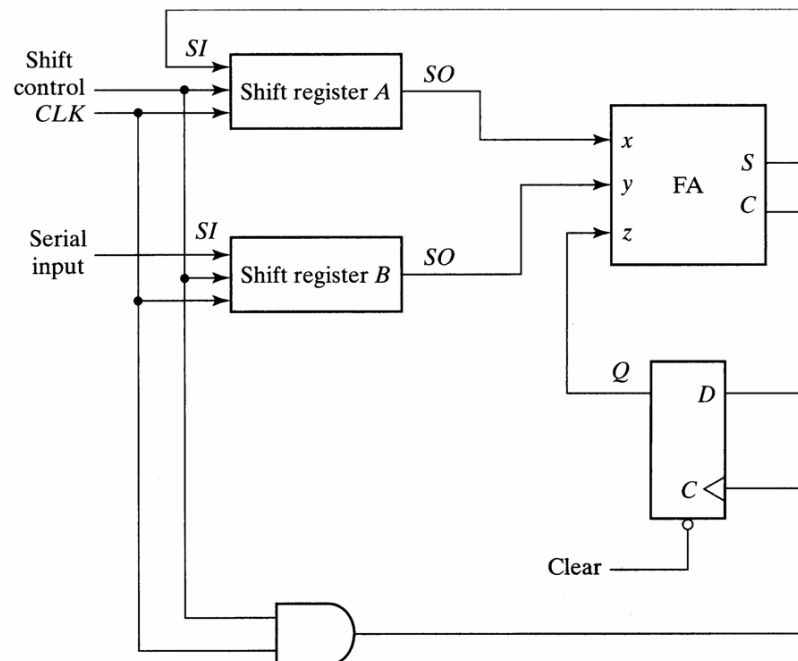 SI
Shift
control
CLK
Shift register A
SO
x
y
z
FA
S
C
Serial
input
SI
Shift register B
SO
Q
D
C
Clear